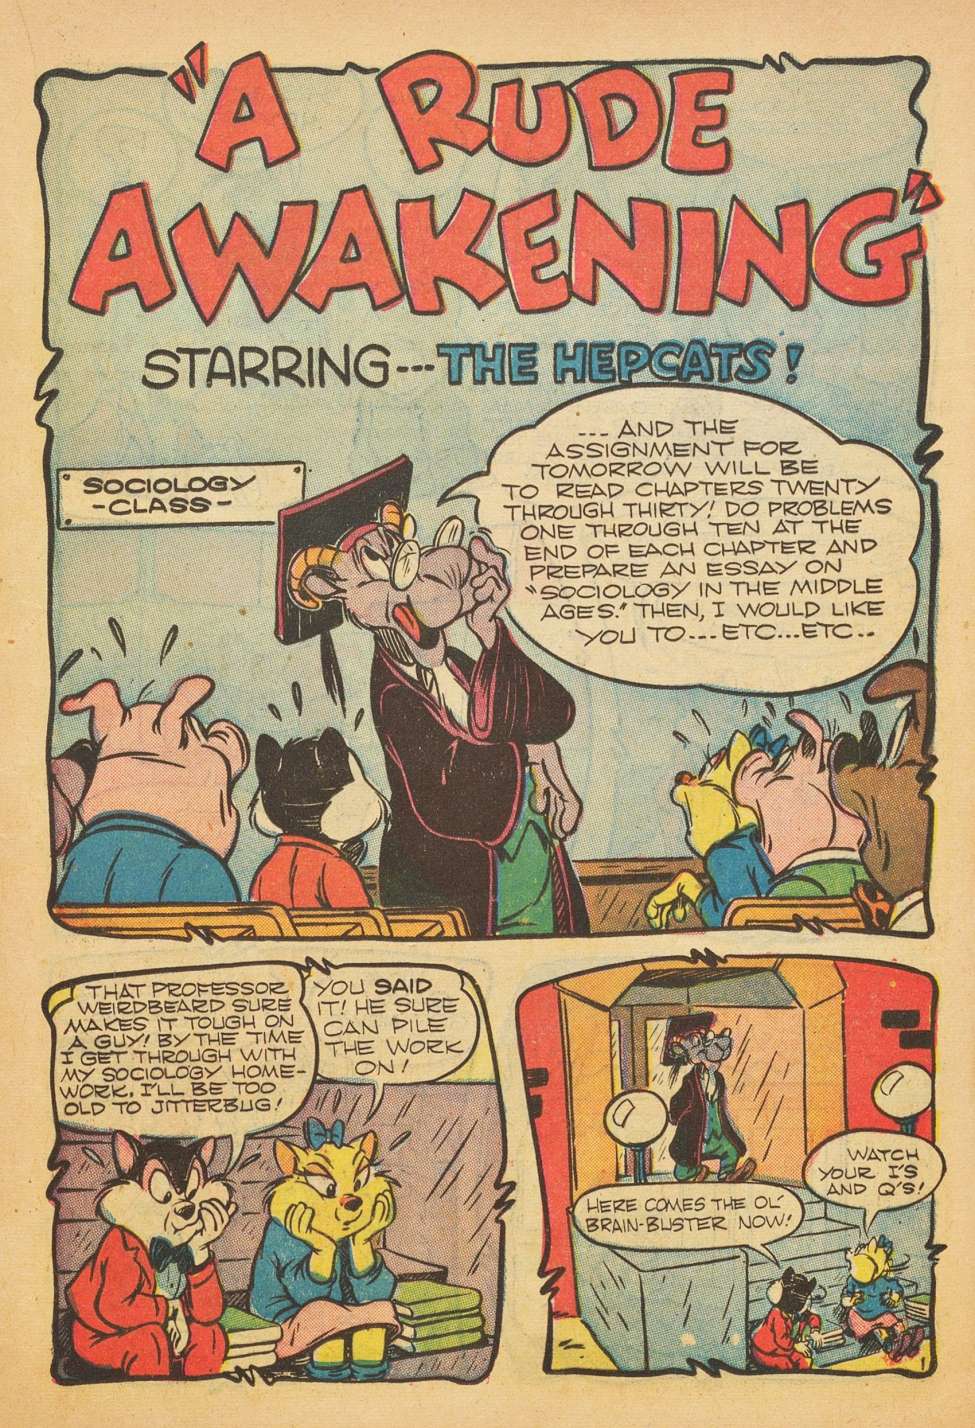 "A RUDE
AWAKENING"
STARRING--- THE HEPCATS!
SOCIOLOGY
-CLASS-
--- AND THE
ASSIGNMENT FOR
TOMORROW WILL BE
TO READ CHAPTERS TWENTY
THROUGH THIRTY! DO PROBLEMS
ONE THROUGH TEN AT THE
END OF EACH CHAPTER AND
PREPARE AN ESSAY ON
"SOCIOLOGY IN THE MIDDLE
AGES." THEN, I WOULD LIKE
YOU TO--- ETC...ETC..
THAT PROFESSOR
WEIRDBEARD SURE
MAKES IT TOUGH ON
A GUY! BY THE TIME
I GET THROUGH WITH
MY SOCIOLOGY HOME-
WORK, I'LL BE TOO
OLD TO JITTERBUG!
YOU SAID
IT! HE SURE
CAN PILE
THE WORK
ON!
HERE COMES THE OL'
BRAIN-BUSTER NOW!
WATCH
YOUR I'S
AND Q'S!
1